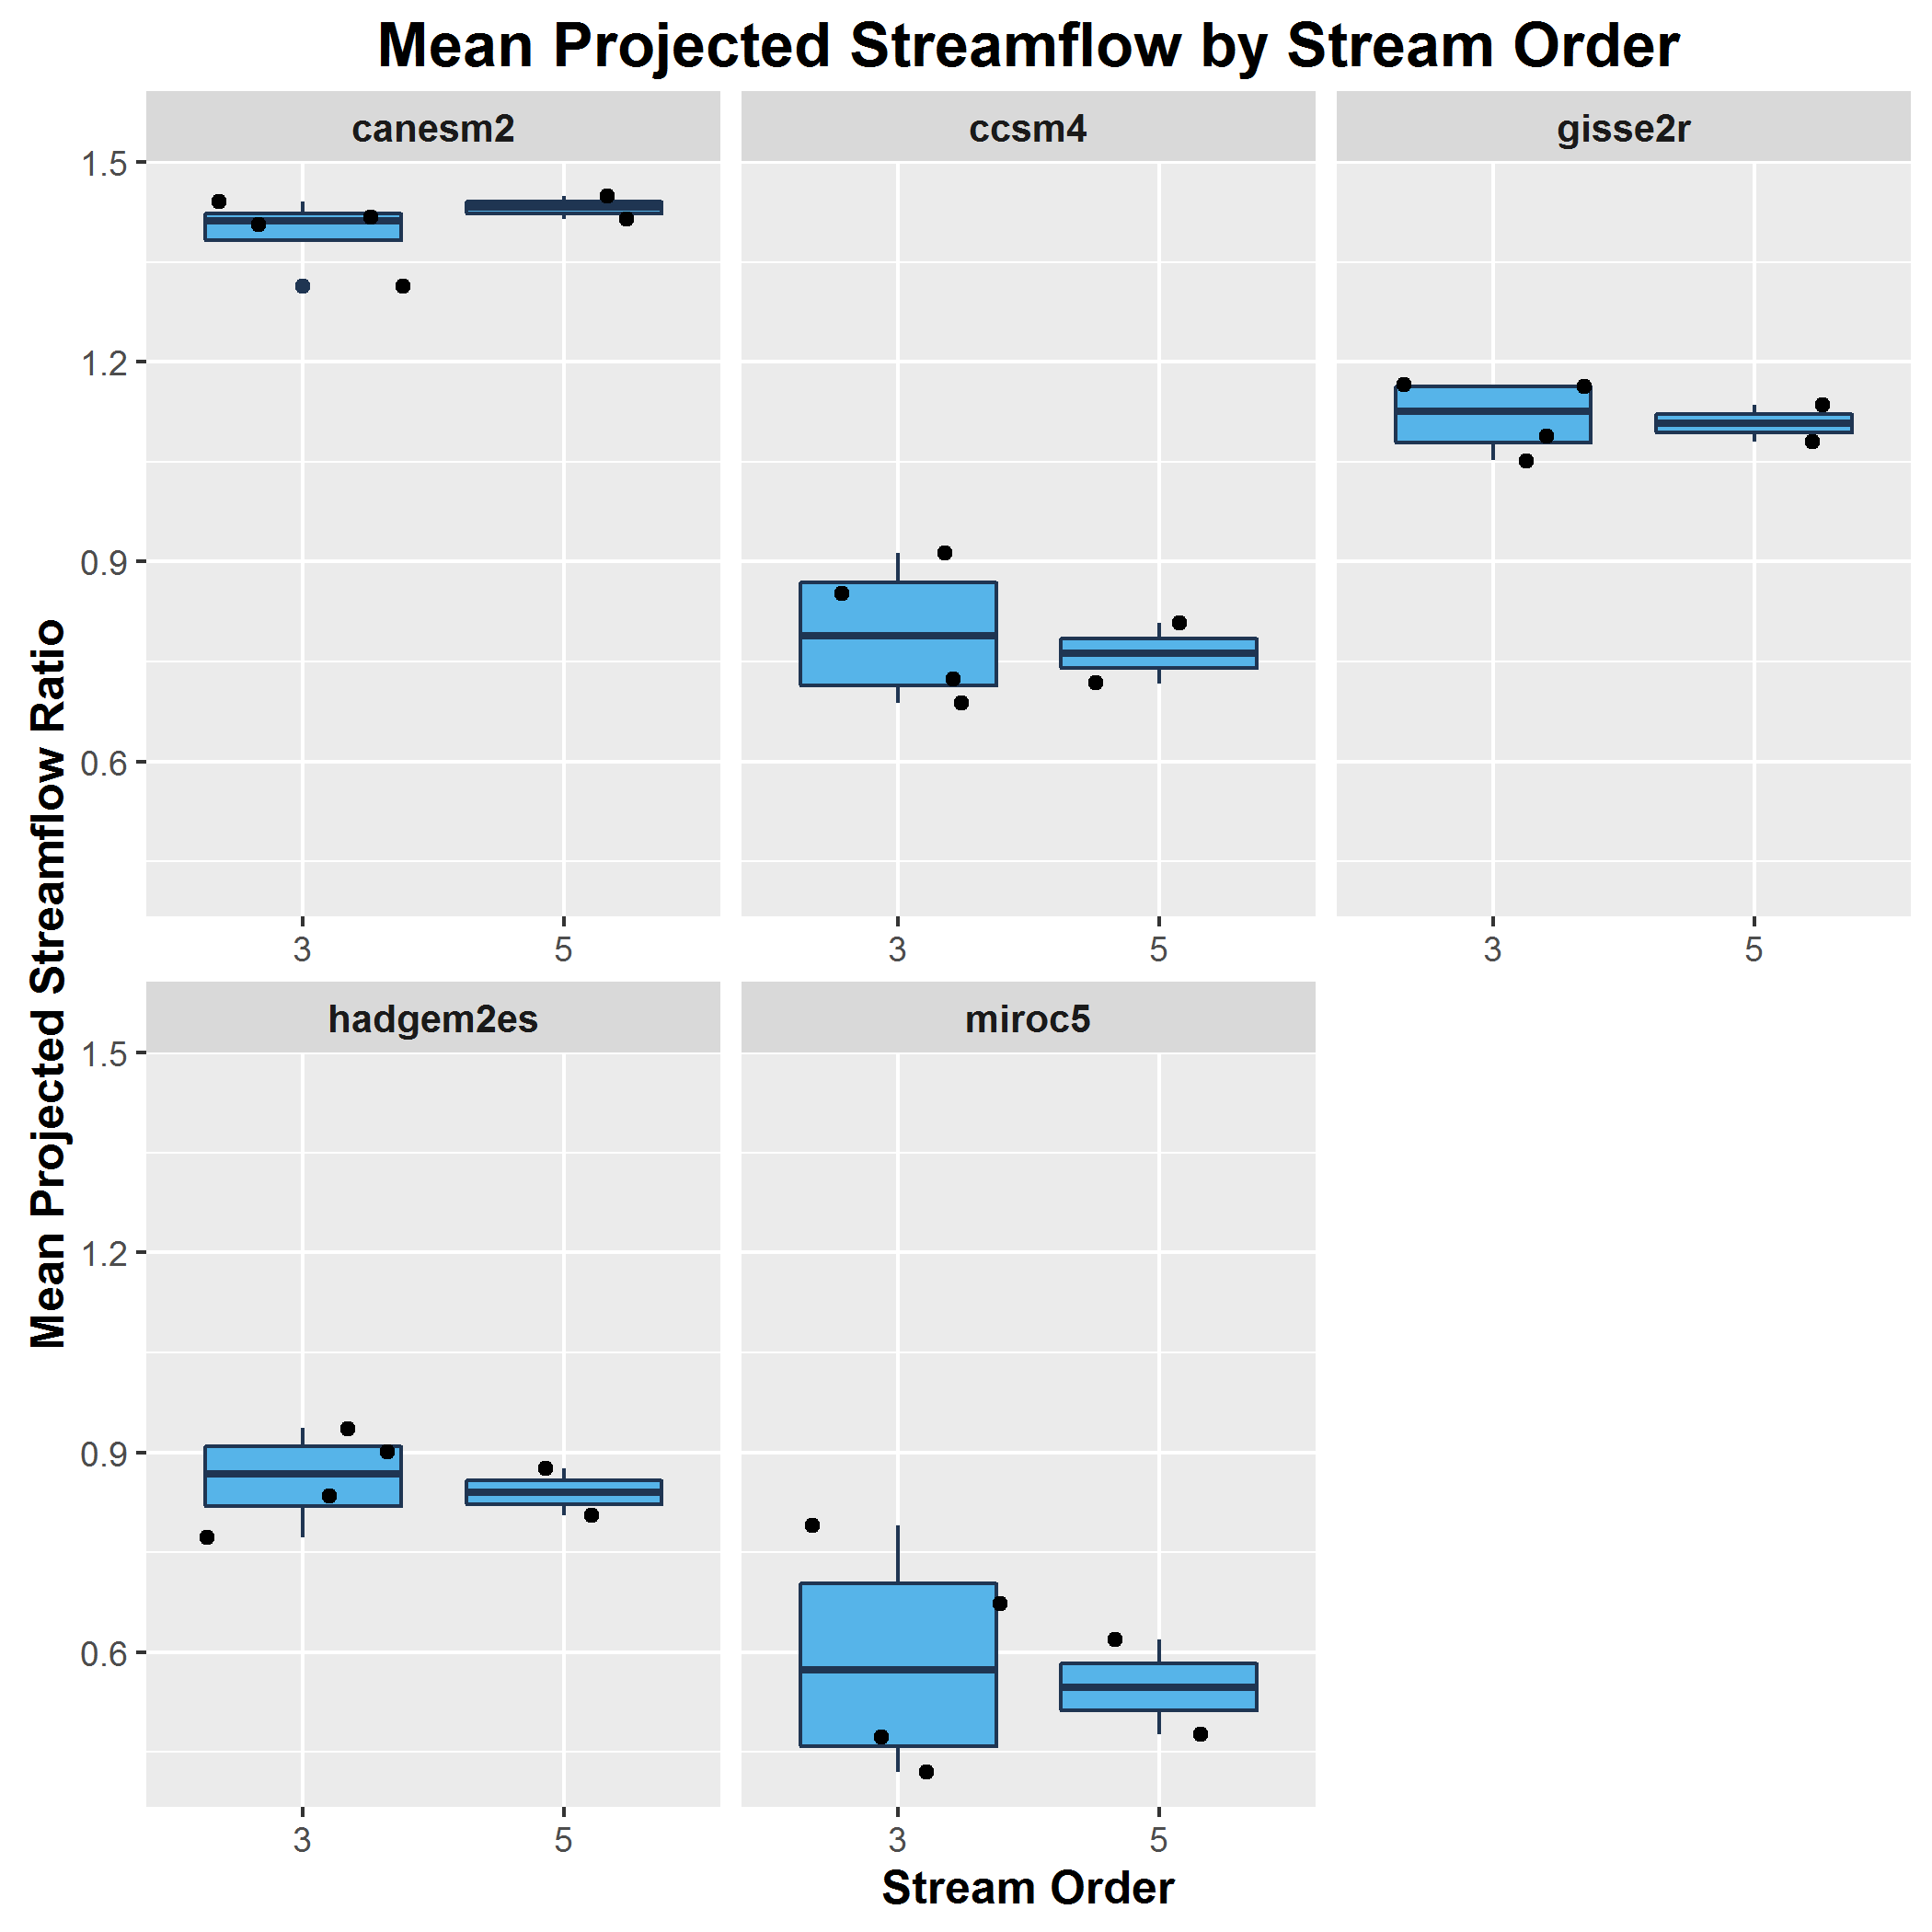 Mean Projected Streamflow by Stream Order
canesm2
ccsm4
gisse2r
1.5
1.2
0.9
0.6
3
5
3
5
3
5
Mean Projected Streamflow Ratio
hadgem2es
miroc5
1.5
1.2
0.9
0.6
3
5
3
5
Stream Order